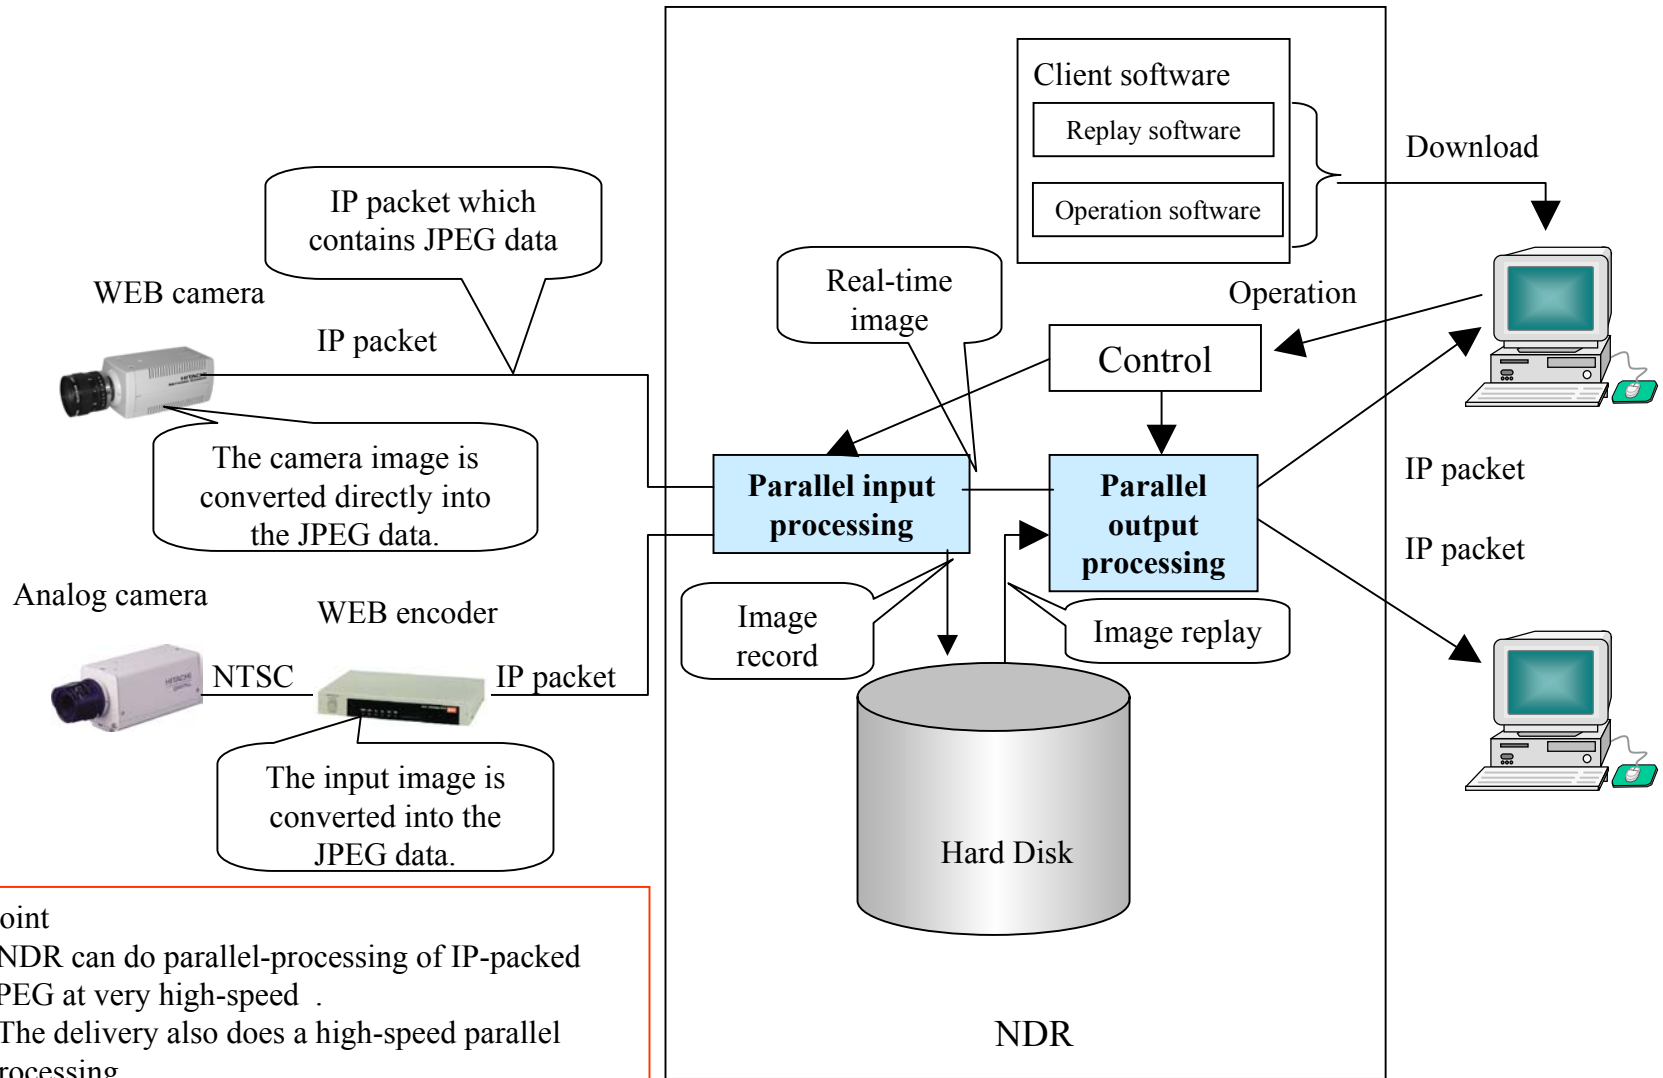 Client software
Replay software
Operation software
Download
IP packet which
contains JPEG data
WEB camera
IP packet
Real-time
image
Operation
Control
HITACHI
The camera image is
converted directly into
the JPEG data.
Parallel input
processing
Parallel
output
processing
IP packet
IP packet
Analog camera
WEB encoder
Image
record
Image replay
HITACHI
NTSC
IP packet
The input image is
converted into the
JPEG data.
Hard Disk
oint
NDR can do parallel-processing of IP-packed
PEG at very high-speed .
The delivery also does a high-speed parallel
rocessing
NDR